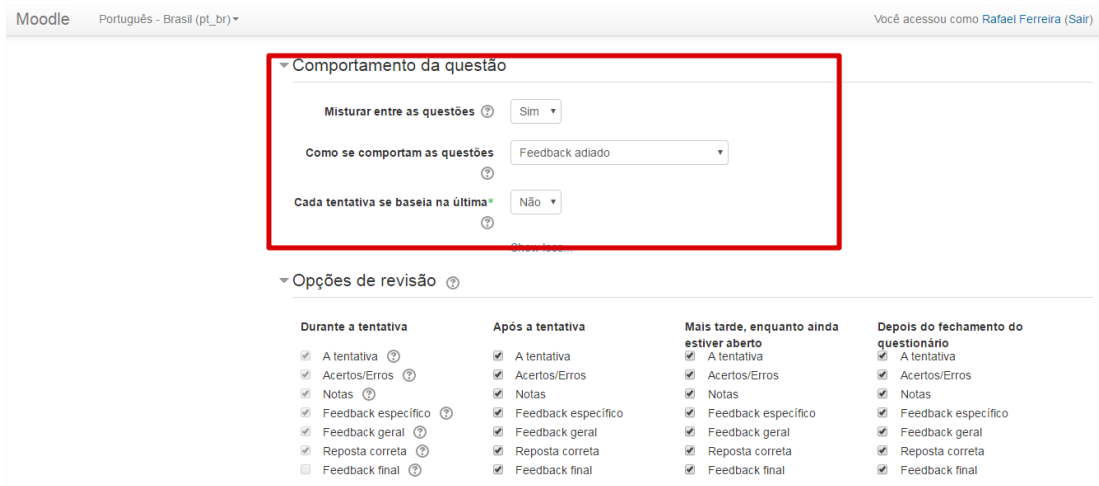 Moodle Português - Brasil (pt_br) Você acessou como Rafael Ferreira (Sair)
Comportamento da questão
Misturar entre as questões Sim
Como se comportam as questões Feedback adiado
Cada tentativa se baseia na última* Não
Show less...
Opções de revisão
Durante a tentativa
A tentativa
Acertos/Erros
Notas
Feedback específico
Feedback geral
Reposta correta
Feedback final
Após a tentativa
A tentativa
Acertos/Erros
Notas
Feedback específico
Feedback geral
Reposta correta
Feedback final
Mais tarde, enquanto ainda
estiver aberto
A tentativa
Acertos/Erros
Notas
Feedback específico
Feedback geral
Reposta correta
Feedback final
Depois do fechamento do
questionário
A tentativa
Acertos/Erros
Notas
Feedback específico
Feedback geral
Reposta correta
Feedback final